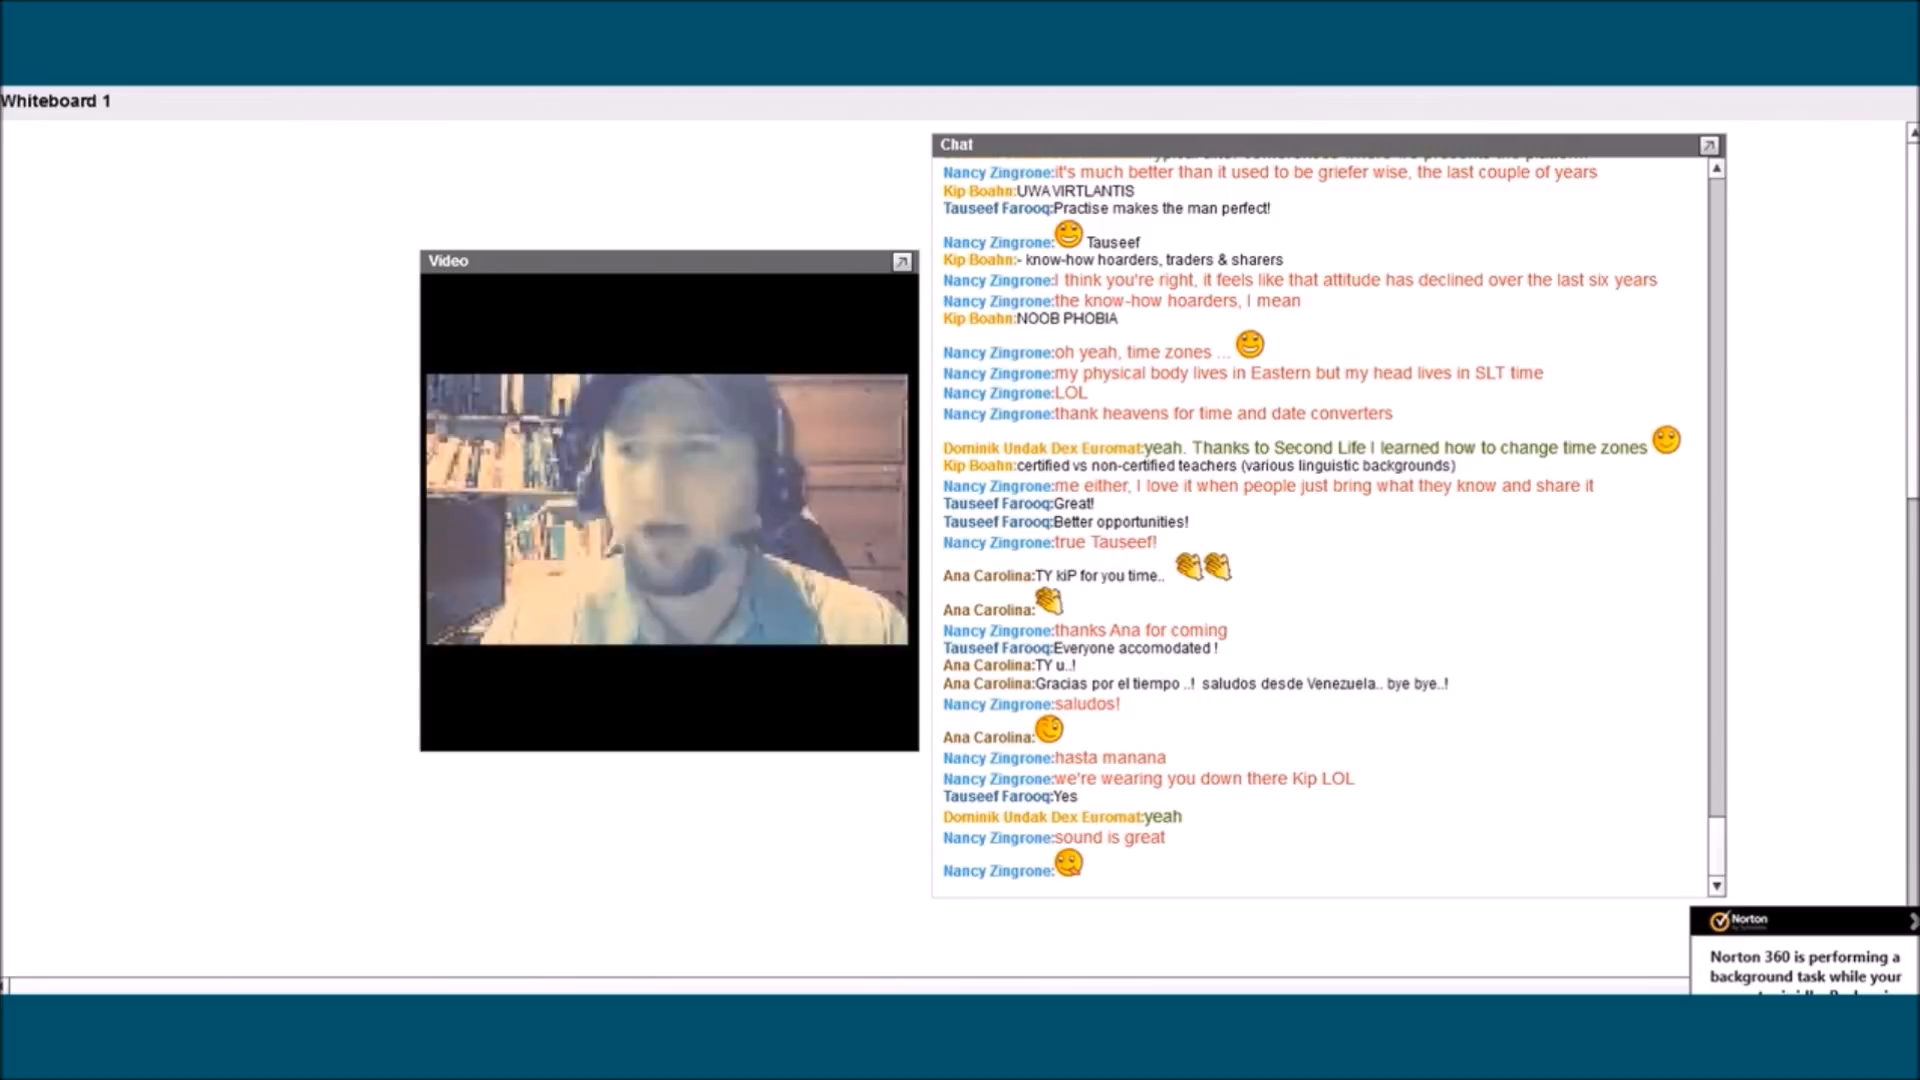 Whiteboard 1
Video
Chat
Nancy Zingrone:it's much better than it used to be griefer wise, the last couple of years
Kip Boahn:UWA VIRTLANTIS
Tauseef Farooq:Practise makes the man perfect!
Nancy Zingrone: Tauseef
Kip Boahn:- know-how hoarders, traders & sharers
Nancy Zingrone:I think you're right, it feels like that attitude has declined over the last six years
Nancy Zingrone:the know-how hoarders, I mean
Kip Boahn:NOOB PHOBIA
Nancy Zingrone:oh yeah, time zones ...
Nancy Zingrone:my physical body lives in Eastern but my head lives in SLT time
Nancy Zingrone:LOL
Nancy Zingrone:thank heavens for time and date converters
Dominik Undak Dex Euromat:yeah. Thanks to Second Life I learned how to change time zones
Kip Boahn:certified vs non-certified teachers (various linguistic backgrounds)
Nancy Zingrone:me either, I love it when people just bring what they know and share it
Tauseef Farooq:Great!
Tauseef Farooq:Better opportunities!
Nancy Zingrone:true Tauseef!
Ana Carolina:TY kiP for you time..
Ana Carolina:
Nancy Zingrone:thanks Ana for coming
Tauseef Farooq:Everyone accomodated !
Ana Carolina:TY u..!
Ana Carolina:Gracias por el tiempo ..! saludos desde Venezuela.. bye bye..!
Nancy Zingrone:saludos!
Ana Carolina:
Nancy Zingrone:hasta manana
Nancy Zingrone:we're wearing you down there Kip LOL
Tauseef Farooq:Yes
Dominik Undak Dex Euromat:yeah
Nancy Zingrone:sound is great
Nancy Zingrone:
Norton
Norton 360 is performing a
background task while your